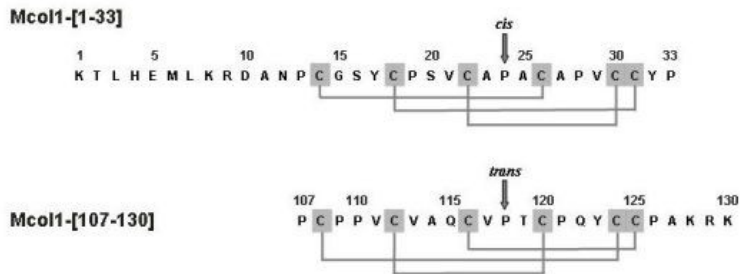 Mcol1-[1-33]
cis
1 5 10 15 20 25 30 33
K T L H E M L K R D A N P C G S Y C P S V C A P A C A P V C C Y P
trans
107 110 115 120 125 130
Mcol1-[107-130]
P C P P V C V A Q C V P T C P Q Y C C P A K R K